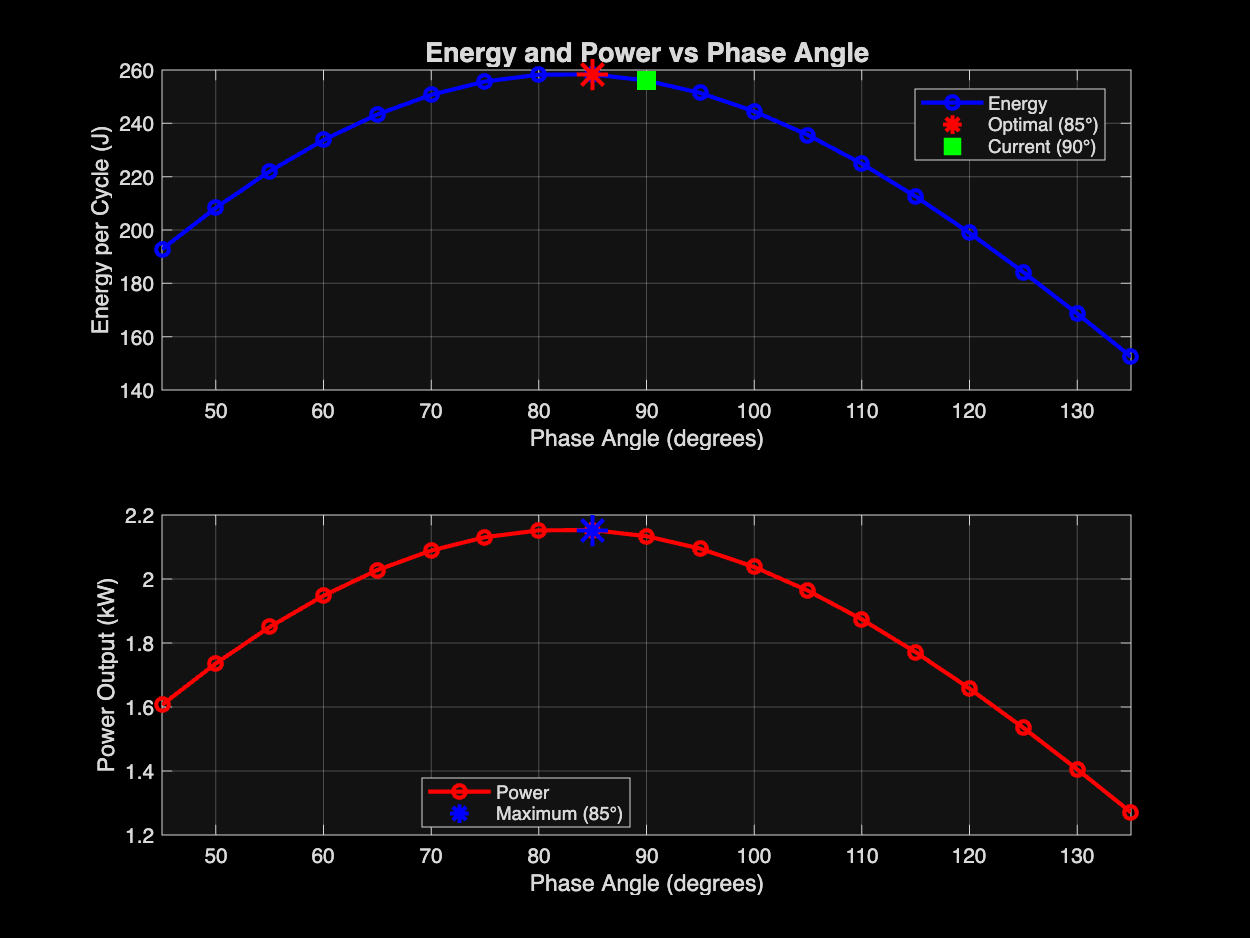 Energy and Power vs Phase Angle
260
240
220
200
180
160
140
Energy per Cycle (J)
Energy
Optimal (85°)
Current (90°)
50 60 70 80 90 100 110 120 130
Phase Angle (degrees)
2.2
2
1.8
1.6
1.4
1.2
Power Output (kW)
Power
Maximum (85°)
50 60 70 80 90 100 110 120 130
Phase Angle (degrees)